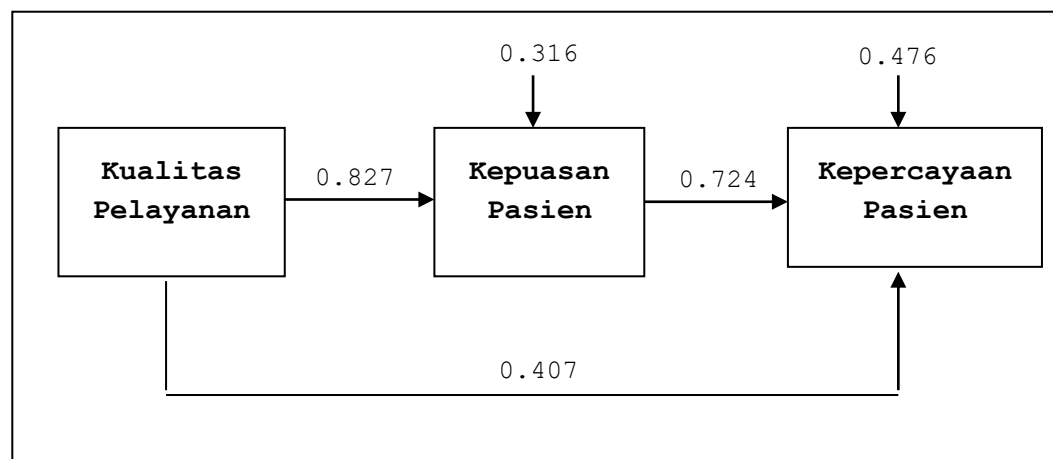 0.316
0.476
Kualitas
Pelayanan
0.827
Kepuasan
Pasien
0.724
Kepercayaan
Pasien
0.407